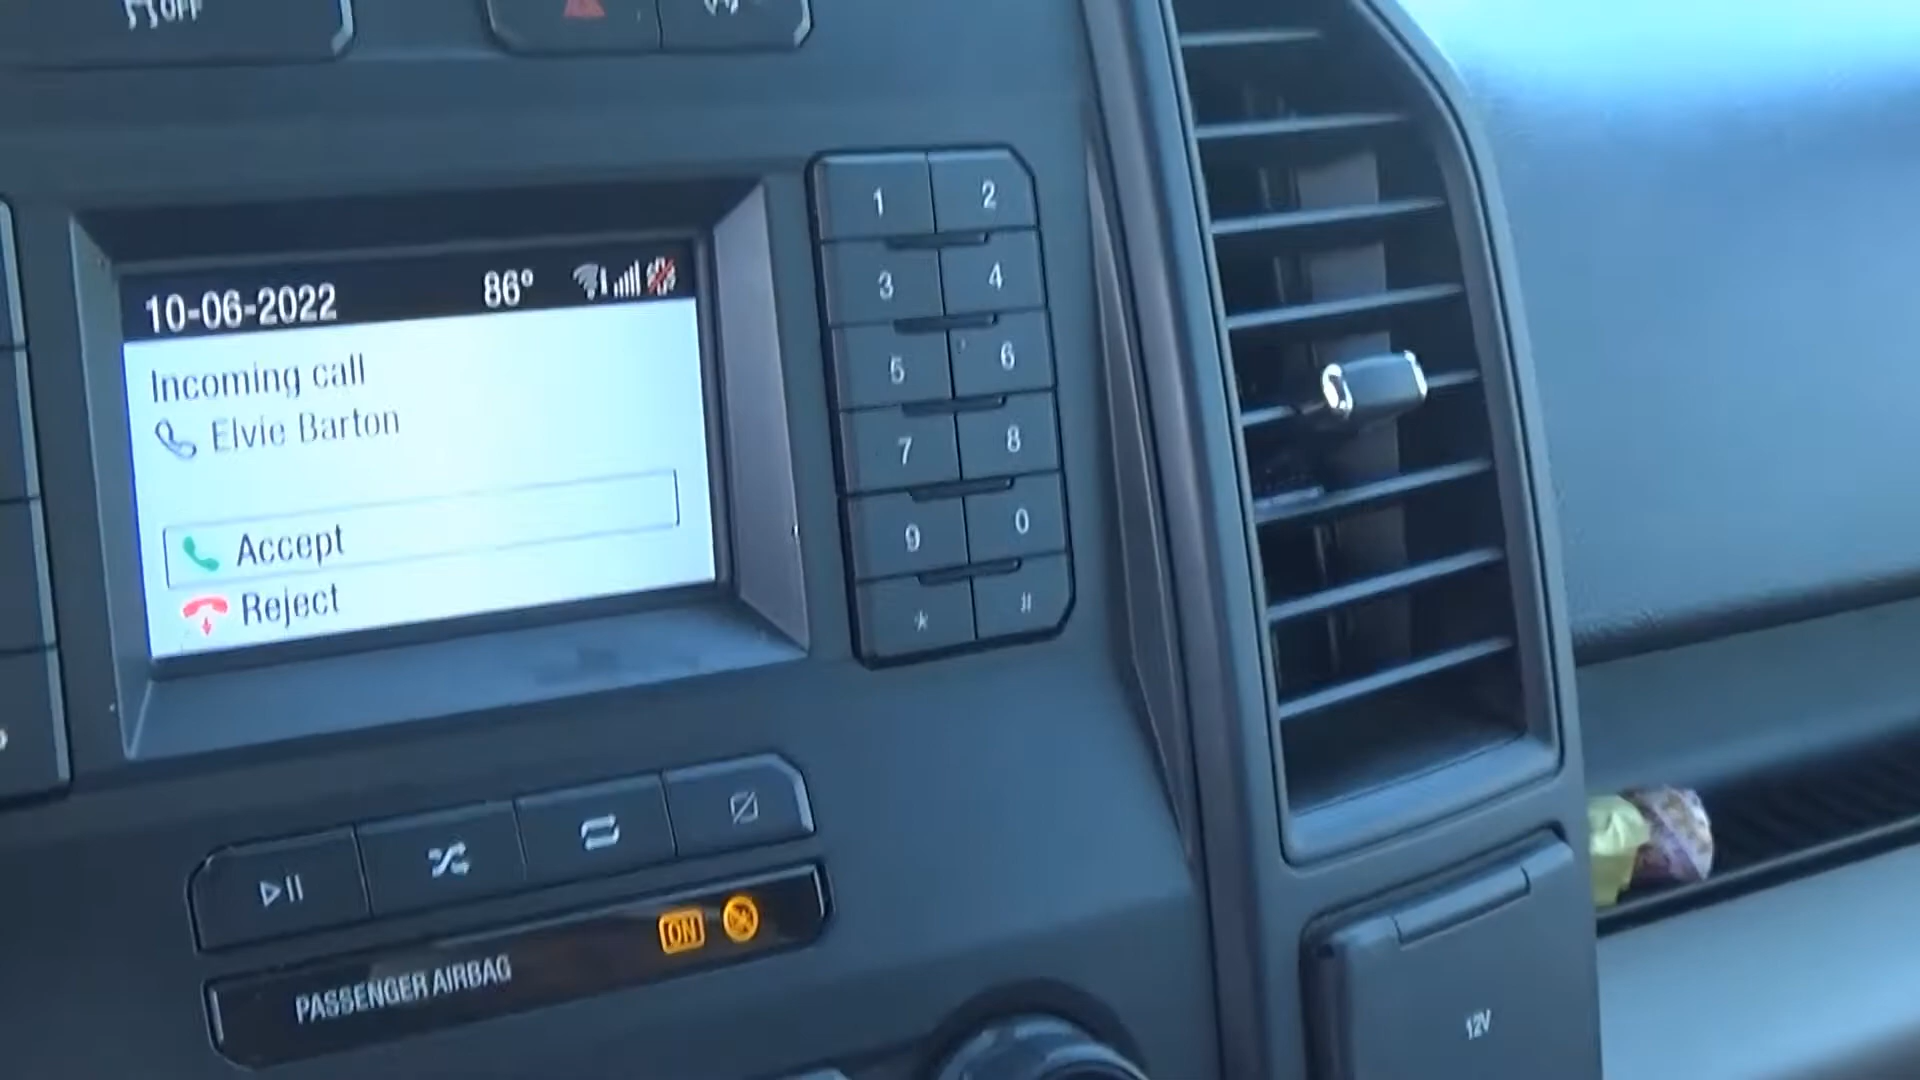 OFF
10-06-2022 86°
Incoming call
Elvie Barton
Accept
Reject
1 2
3 4
5 6
7 8
9 0
* #
PASSENGER AIRBAG ON
12V